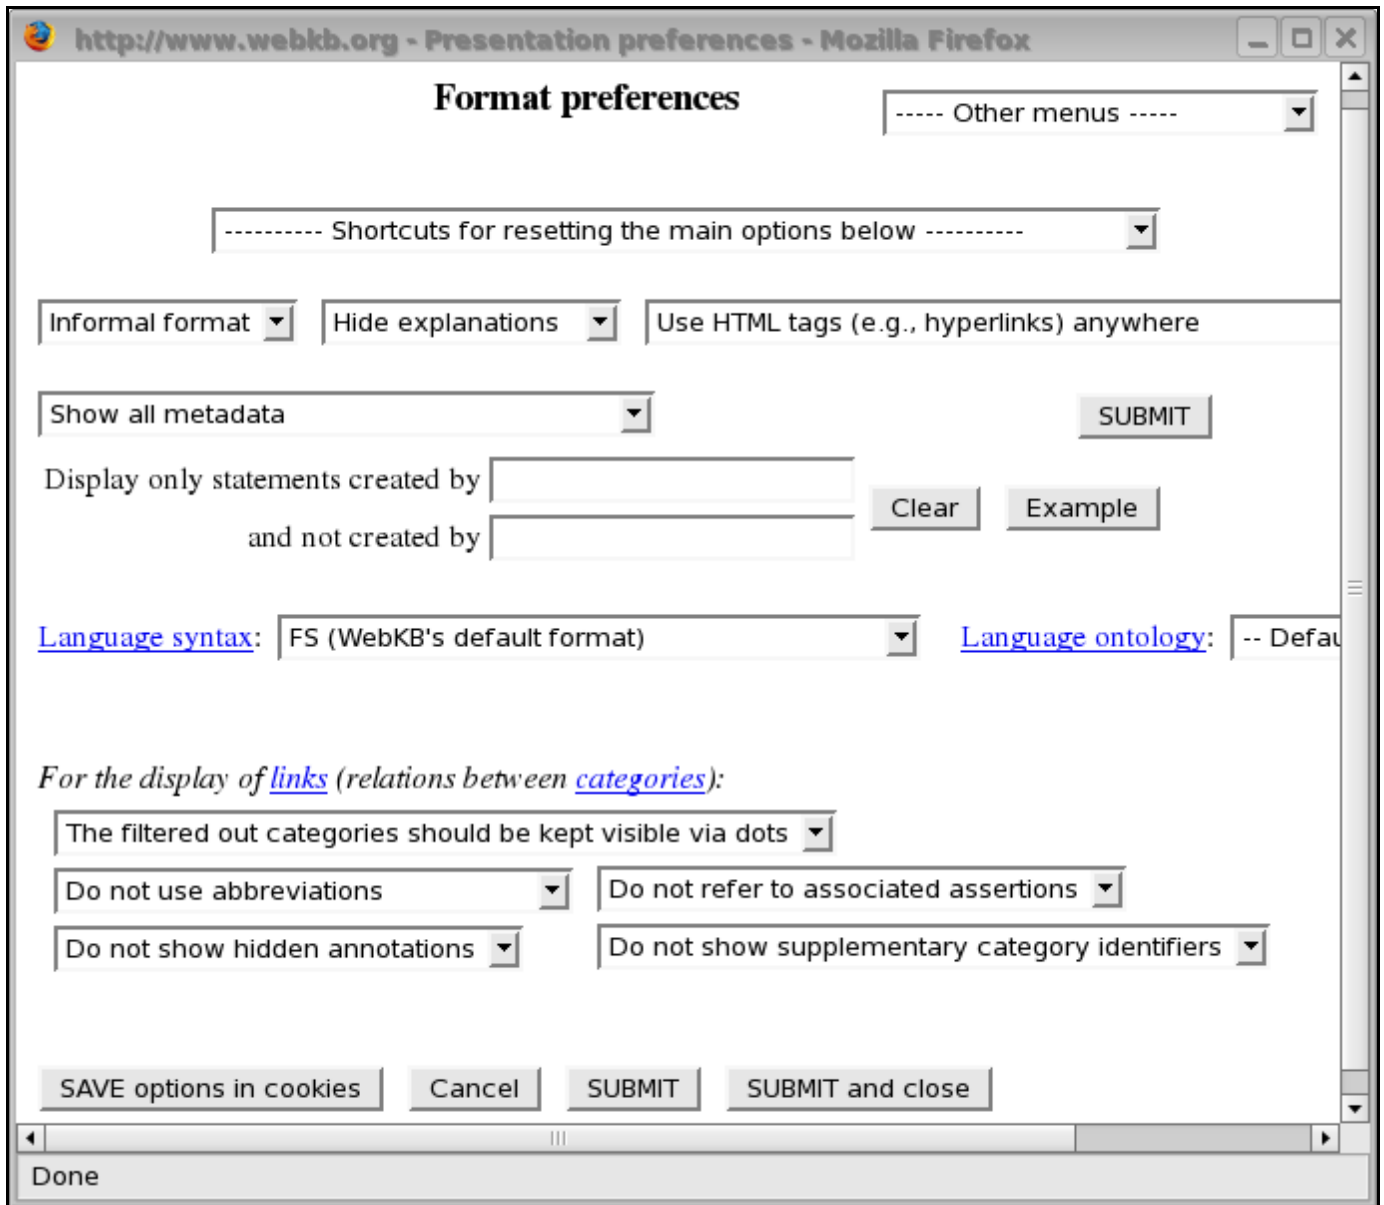 http://www.webkb.org - Presentation preferences - Mozilla Firefox
Format preferences
----- Other menus -----
---------- Shortcuts for resetting the main options below ----------
Informal format Hide explanations Use HTML tags (e.g., hyperlinks) anywhere
Show all metadata SUBMIT
Display only statements created by
Clear Example
and not created by
Language syntax: FS (WebKB's default format) Language ontology: -- Defau
For the display of links (relations between categories):
The filtered out categories should be kept visible via dots
Do not use abbreviations Do not refer to associated assertions
Do not show hidden annotations Do not show supplementary category identifiers
SAVE options in cookies Cancel SUBMIT SUBMIT and close
Done